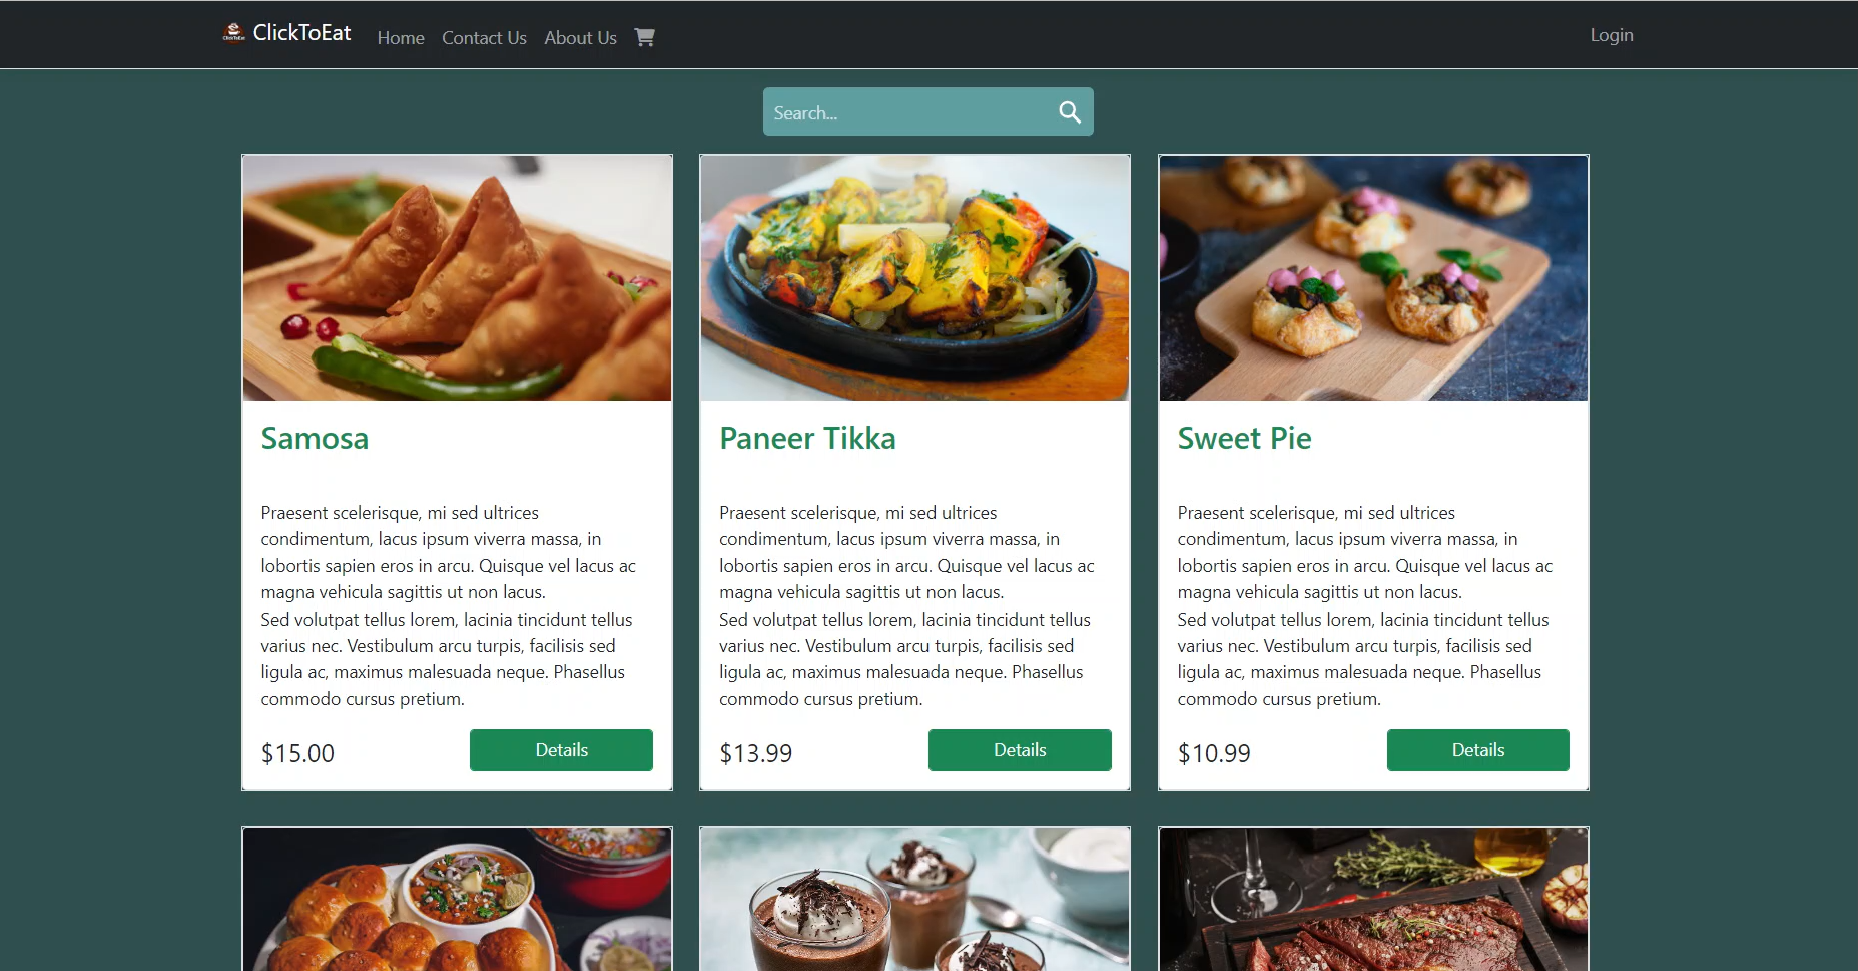 ClickToEat
Home
Contact Us
About Us
Login
Search...
Samosa
Praesent scelerisque, mi sed ultrices
condimentum, lacus ipsum viverra massa, in
lobortis sapien eros in arcu. Quisque vel lacus ac
magna vehicula sagittis ut non lacus.
Sed volutpat tellus lorem, lacinia tincidunt tellus
varius nec. Vestibulum arcu turpis, facilisis sed
ligula ac, maximus malesuada neque. Phasellus
commodo cursus pretium.
$15.00
Details
Paneer Tikka
Praesent scelerisque, mi sed ultrices
condimentum, lacus ipsum viverra massa, in
lobortis sapien eros in arcu. Quisque vel lacus ac
magna vehicula sagittis ut non lacus.
Sed volutpat tellus lorem, lacinia tincidunt tellus
varius nec. Vestibulum arcu turpis, facilisis sed
ligula ac, maximus malesuada neque. Phasellus
commodo cursus pretium.
$13.99
Details
Sweet Pie
Praesent scelerisque, mi sed ultrices
condimentum, lacus ipsum viverra massa, in
lobortis sapien eros in arcu. Quisque vel lacus ac
magna vehicula sagittis ut non lacus.
Sed volutpat tellus lorem, lacinia tincidunt tellus
varius nec. Vestibulum arcu turpis, facilisis sed
ligula ac, maximus malesuada neque. Phasellus
commodo cursus pretium.
$10.99
Details